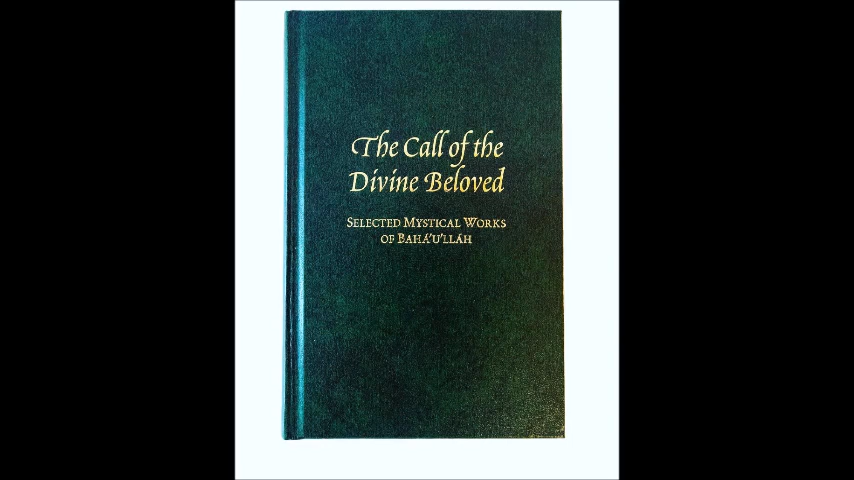 The Call of the
Divine Beloved
Selected Mystical Works
of Bahá'u'lláh